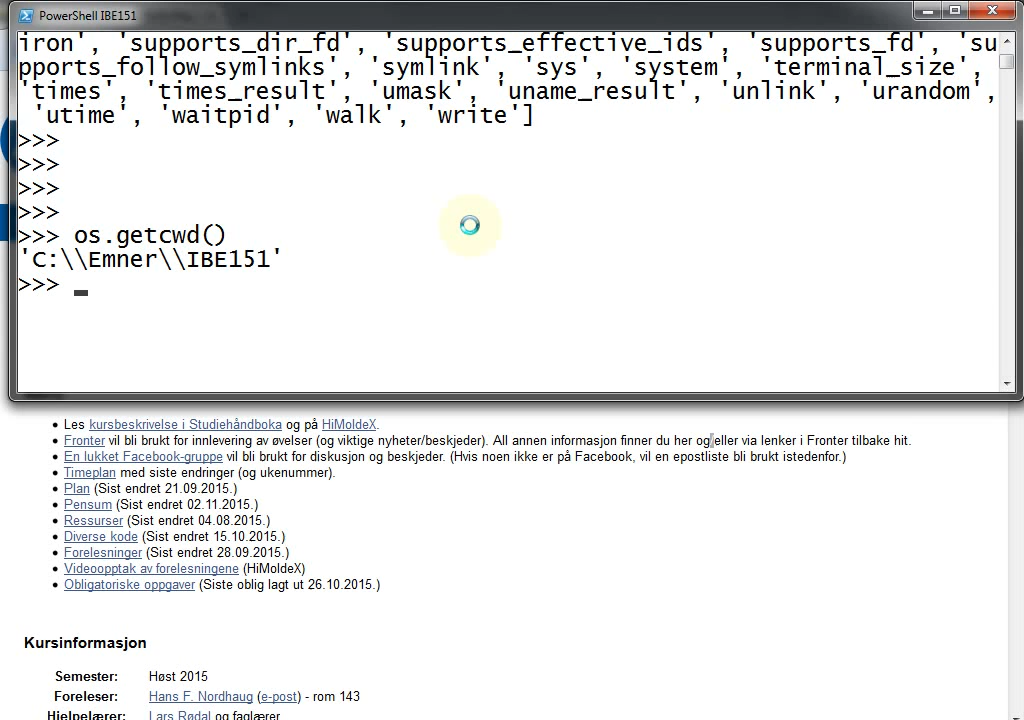 PowerShell IBE151
iron', 'supports_dir_fd', 'supports_effective_ids', 'supports_fd', 'su
pports_follow_symlinks', 'symlink', 'sys', 'system', 'terminal_size',
'times', 'times_result', 'umask', 'uname_result', 'unlink', 'urandom',
'utime', 'waitpid', 'walk', 'write']
>>>
>>>
>>>
>>>
>>> os.getcwd()
'C:\\Emner\\IBE151'
>>> _
• Les kursbeskrivelse i Studiehåndboka og på HiMoldeX.
• Fronter vil bli brukt for innlevering av øvelser (og viktige nyheter/beskjeder). All annen informasjon finner du her og/eller via lenker i Fronter tilbake hit.
• En lukket Facebook-gruppe vil bli brukt for diskusjon og beskjeder. (Hvis noen ikke er på Facebook, vil en epostliste bli brukt istedenfor.)
• Timeplan med siste endringer (og ukenummer).
• Plan (Sist endret 21.09.2015.)
• Pensum (Sist endret 02.11.2015.)
• Ressurser (Sist endret 04.08.2015.)
• Diverse kode (Sist endret 15.10.2015.)
• Forelesninger (Sist endret 28.09.2015.)
• Videoopptak av forelesningene (HiMoldeX)
• Obligatoriske oppgaver (Siste oblig lagt ut 26.10.2015.)
Kursinformasjon
Semester: Høst 2015
Foreleser: Hans F. Nordhaug (e-post) - rom 143
Hjelpelærer: Lars Rødal og faglærer